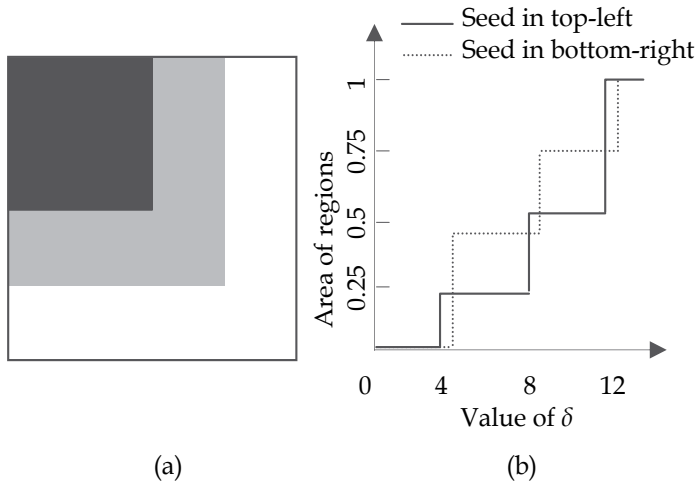 Seed in top-left
Seed in bottom-right
Area of regions
1
0.75
0.5
0.25
0 4 8 12
Value of δ
(a) (b)